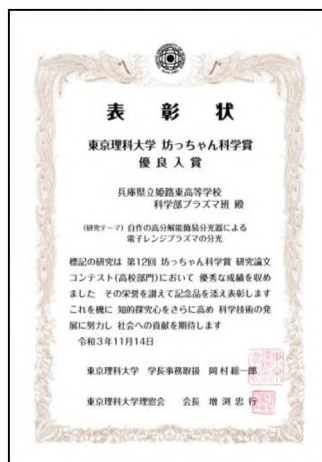 表彰状
東京理科大学 坊っちゃん科学賞
優良入賞
兵庫県立姫路東高等学校
科学部プラズマ班 殿
(研究テーマ) 自作の高分解能簡易分光器による
電子レンジプラズマの分光
標記の研究は 第12回 坊っちゃん科学賞 研究論文
コンテスト(高校部門)において 優秀な成績を収め
ました その栄誉を讃えて記念品を添え表彰します
これを機に 知的探究心をさらに高め 科学技術の発
展に努力し 社会への貢献を期待します
令和3年11月14日
東京理科大学 学長事務取扱 岡村総一郎
東京理科大学理窓会 会長 増渕忠行